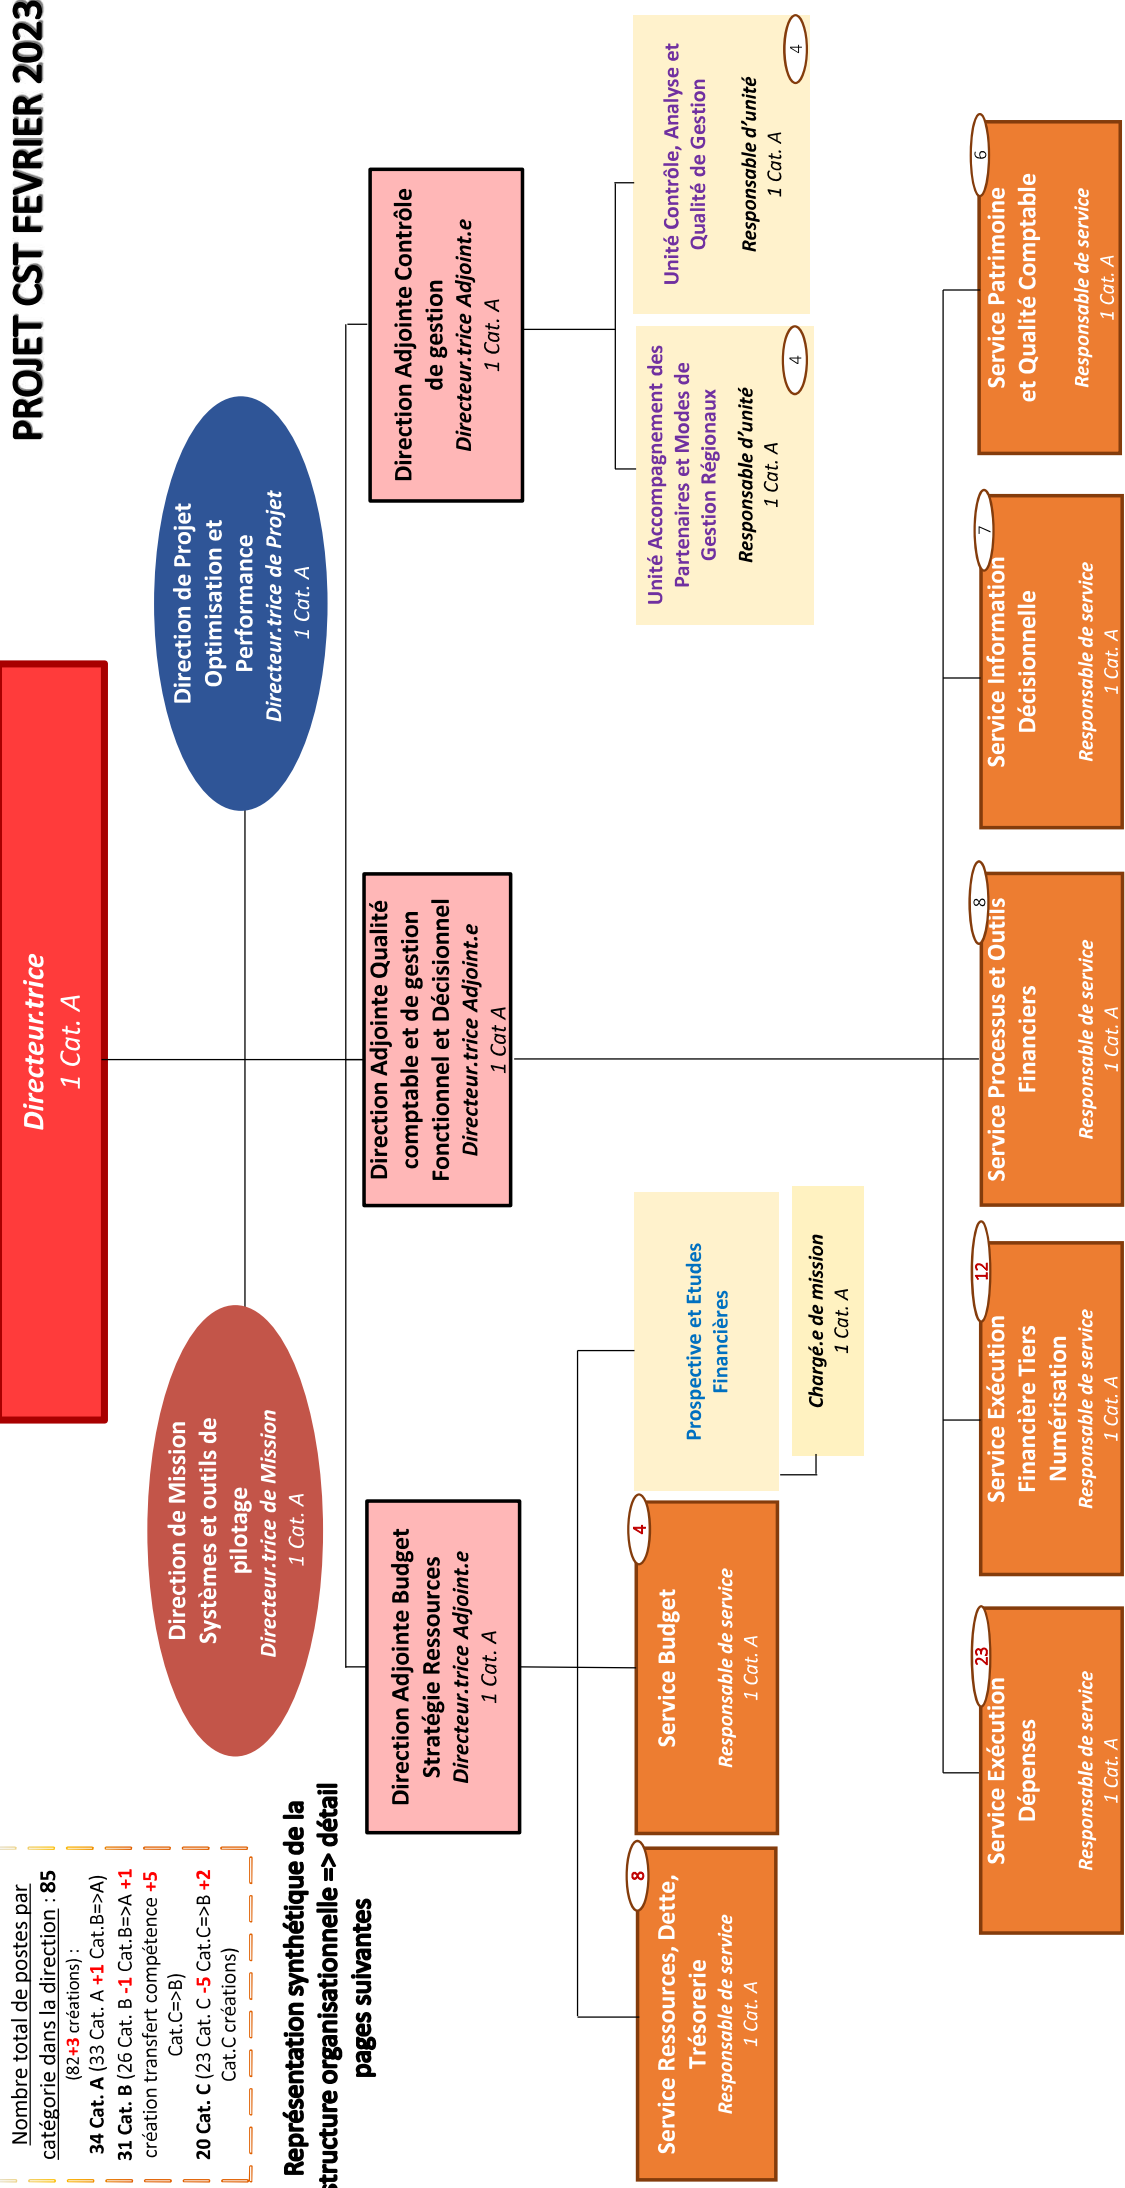 PROJET CST FEVRIER 2023
Directeur.trice
1 Cat. A
Nombre total de postes par
catégorie dans la direction : 85
(82+3 créations) :
34 Cat. A (33 Cat. A +1 Cat.B=>A)
31 Cat. B (26 Cat. B -1 Cat.B=>A +1
création transfert compétence +5
Cat.C=>B)
20 Cat. C (23 Cat. C -5 Cat.C=>B +2
Cat.C créations)
Représentation synthétique de la
structure organisationnelle => détail
pages suivantes
Direction de Mission
Systèmes et outils de
pilotage
Directeur.trice de Mission
1 Cat. A
Direction de Projet
Optimisation et
Performance
Directeur.trice de Projet
1 Cat. A
Direction Adjointe Budget
Stratégie Ressources
Directeur.trice Adjoint.e
1 Cat. A
Direction Adjointe Qualité
comptable et de gestion
Fonctionnel et Décisionnel
Directeur.trice Adjoint.e
1 Cat A
Direction Adjointe Contrôle
de gestion
Directeur.trice Adjoint.e
1 Cat. A
8
Service Ressources, Dette,
Trésorerie
Responsable de service
1 Cat. A
4
Service Budget
Responsable de service
1 Cat. A
Prospective et Etudes
Financières
Chargé.e de mission
1 Cat. A
Unité Accompagnement des
Partenaires et Modes de
Gestion Régionaux
Responsable d'unité
1 Cat. A
4
Unité Contrôle, Analyse et
Qualité de Gestion
Responsable d'unité
1 Cat. A
4
23
Service Exécution
Dépenses
Responsable de service
1 Cat. A
12
Service Exécution
Financière Tiers
Numérisation
Responsable de service
1 Cat. A
8
Service Processus et Outils
Financiers
Responsable de service
1 Cat. A
7
Service Information
Décisionnelle
Responsable de service
1 Cat. A
6
Service Patrimoine
et Qualité Comptable
Responsable de service
1 Cat. A